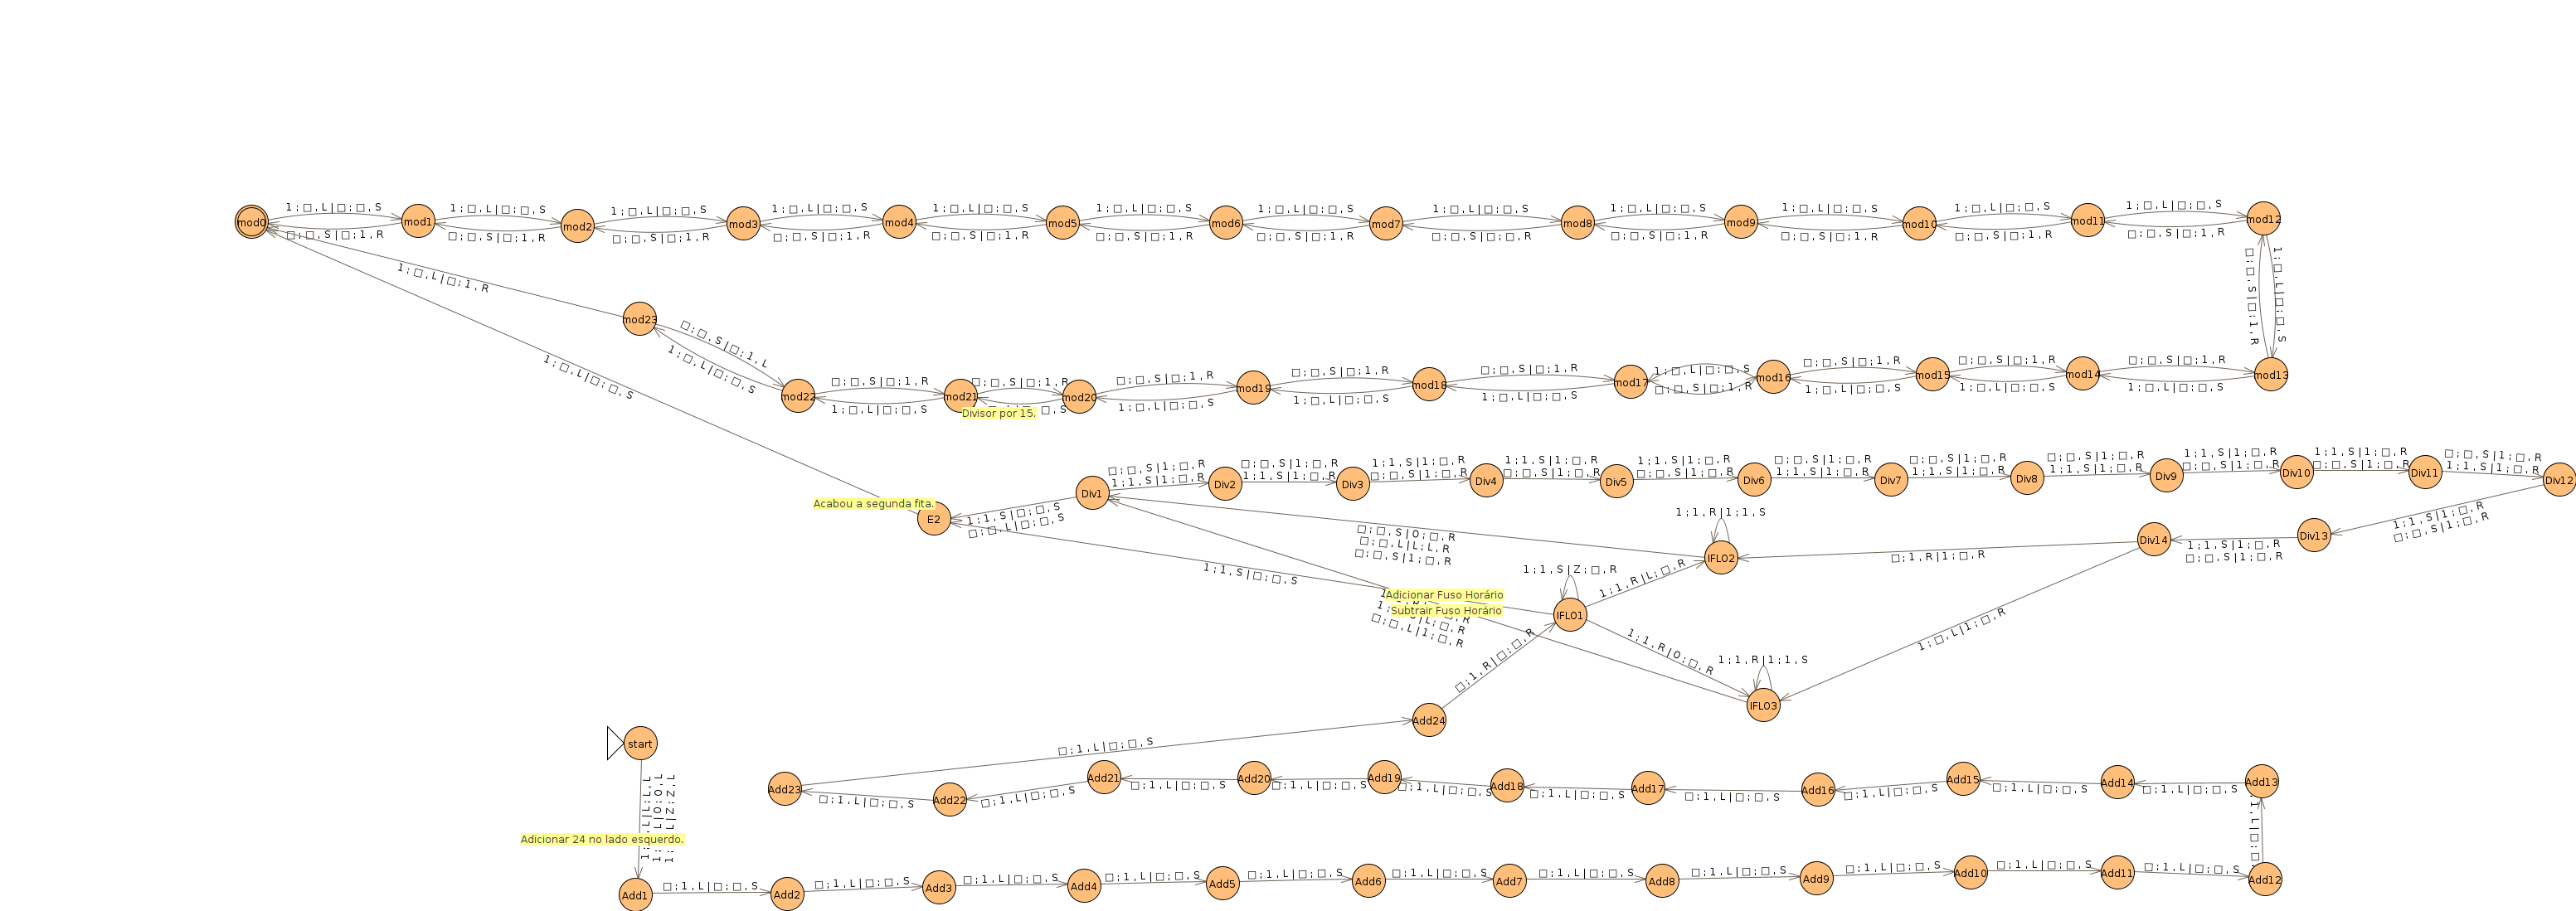 1 ; □ , L | □ ; □ , S
1 ; □ , L | □ ; □ , S
1 ; □ , L | □ ; □ , S
1 ; □ , L | □ ; □ , S
1 ; □ , L | □ ; □ , S
1 ; □ , L | □ ; □ , S
1 ; □ , L | □ ; □ , S
1 ; □ , L | □ ; □ , S
1 ; □ , L | □ ; □ , S
1 ; □ , L | □ ; □ , S
1 ; □ , L | □ ; □ , S
1 ; □ , L | □ ; □ , S
mod0 mod1 mod2 mod3 mod4 mod5 mod6 mod7 mod8 mod9 mod10 mod11 mod12
□ ; □ , S | □ ; 1 , R
□ ; □ , S | □ ; 1 , R
□ ; □ , S | □ ; 1 , R
□ ; □ , S | □ ; 1 , R
□ ; □ , S | □ ; 1 , R
□ ; □ , S | □ ; 1 , R
□ ; □ , S | □ ; 1 , R
□ ; □ , S | □ ; □ , R
□ ; □ , S | □ ; 1 , R
□ ; □ , S | □ ; 1 , R
□ ; □ , S | □ ; 1 , R
□ ; □ , S | □ ; 1 , R
□ ; □ , S | □ ; 1 , R
1 ; □ , L | □ ; □ , S
1 ; □ , L | □ ; 1 , R
mod23
□ ; □ , S | □ ; 1 , L
1 ; □ , L | □ ; □ , S
1 ; □ , L | □ ; □ , S
□ ; □ , S | □ ; 1 , R
□ ; □ , S | □ ; 1 , R
□ ; □ , S | □ ; 1 , R
□ ; □ , S | □ ; 1 , R
□ ; □ , S | □ ; 1 , R
1 ; □ , L | □ ; □ , S
□ ; □ , S | □ ; 1 , R
□ ; □ , S | □ ; 1 , R
□ ; □ , S | □ ; 1 , R
mod22 mod21 mod20 mod19 mod18 mod17 mod16 mod15 mod14 mod13
1 ; □ , L | □ ; □ , S
□ , S
1 ; □ , L | □ ; □ , S
1 ; □ , L | □ ; □ , S
1 ; □ , L | □ ; □ , S
□ ; □ , S | □ ; 1 , R
1 ; □ , L | □ ; □ , S
1 ; □ , L | □ ; □ , S
1 ; □ , L | □ ; □ , S
Divisor por 15.
□ ; □ , S | 1 ; □ , R
1 ; 1 , S | 1 ; □ , R
□ ; □ , S | 1 ; □ , R
1 ; 1 , S | 1 ; □ , R
1 ; 1 , S | 1 ; □ , R
□ ; □ , S | 1 ; □ , R
1 ; 1 , S | 1 ; □ , R
□ ; □ , S | 1 ; □ , R
1 ; 1 , S | 1 ; □ , R
□ ; □ , S | 1 ; □ , R
□ ; □ , S | 1 ; □ , R
1 ; 1 , S | 1 ; □ , R
□ ; □ , S | 1 ; □ , R
1 ; 1 , S | 1 ; □ , R
□ ; □ , S | 1 ; □ , R
1 ; 1 , S | 1 ; □ , R
1 ; 1 , S | 1 ; □ , R
□ ; □ , S | 1 ; □ , R
1 ; 1 , S | 1 ; □ , R
□ ; □ , S | 1 ; □ , R
□ ; □ , S | 1 ; □ , R
1 ; 1 , S | 1 ; □ , R
Div1 Div2 Div3 Div4 Div5 Div6 Div7 Div8 Div9 Div10 Div11 Div12
Acabou a segunda fita.
E2
1 ; 1 , S | □ ; □ , S
□ ; □ , L | □ ; □ , S
1 ; 1 , R | 1 ; 1 , S
□ ; □ , S | O ; □ , R
□ ; □ , L | L ; L , R
□ ; □ , S | 1 ; □ , R
1 ; 1 , S | 1 ; □ , R
□ ; □ , S | 1 ; □ , R
Div13
1 ; 1 , S | 1 ; □ , R
□ ; □ , S | 1 ; □ , R
Div14
□ ; 1 , R | 1 ; □ , R
IFLO2
1 ; 1 , S | □ ; □ , S
1 ; 1 , S | Z ; □ , R
1 ; 1 , R | L ; □ , R
Adicionar Fuso Horário
Subtrair Fuso Horário
□ ; □ , L | 1 ; □ , R
IFLO1
1 ; □ , L | 1 ; □ , R
1 ; 1 , R | O ; □ , R
1 ; 1 , R | 1 ; 1 , S
□ ; 1 , R | □ ; □ , R
IFLO3
Add24
start
□ ; 1 , L | □ ; □ , S
Add23 Add22 Add21 Add20 Add19 Add18 Add17 Add16 Add15 Add14 Add13
□ ; 1 , L | □ ; □ , S
□ ; 1 , L | □ ; □ , S
□ ; 1 , L | □ ; □ , S
□ ; 1 , L | □ ; □ , S
□ ; 1 , L | □ ; □ , S
□ ; 1 , L | □ ; □ , S
□ ; 1 , L | □ ; □ , S
□ ; 1 , L | □ ; □ , S
□ ; 1 , L | □ ; □ , S
□ ; 1 , L | □ ; □ , S
Adicionar 24 no lado esquerdo.
□ ; 1 , L | □ ; □ , S
□ ; 1 , L | □ ; □ , S
□ ; 1 , L | □ ; □ , S
□ ; 1 , L | □ ; □ , S
□ ; 1 , L | □ ; □ , S
□ ; 1 , L | □ ; □ , S
□ ; 1 , L | □ ; □ , S
□ ; 1 , L | □ ; □ , S
□ ; 1 , L | □ ; □ , S
□ ; 1 , L | □ ; □ , S
□ ; 1 , L | □ ; □ , S
Add1 Add2 Add3 Add4 Add5 Add6 Add7 Add8 Add9 Add10 Add11 Add12